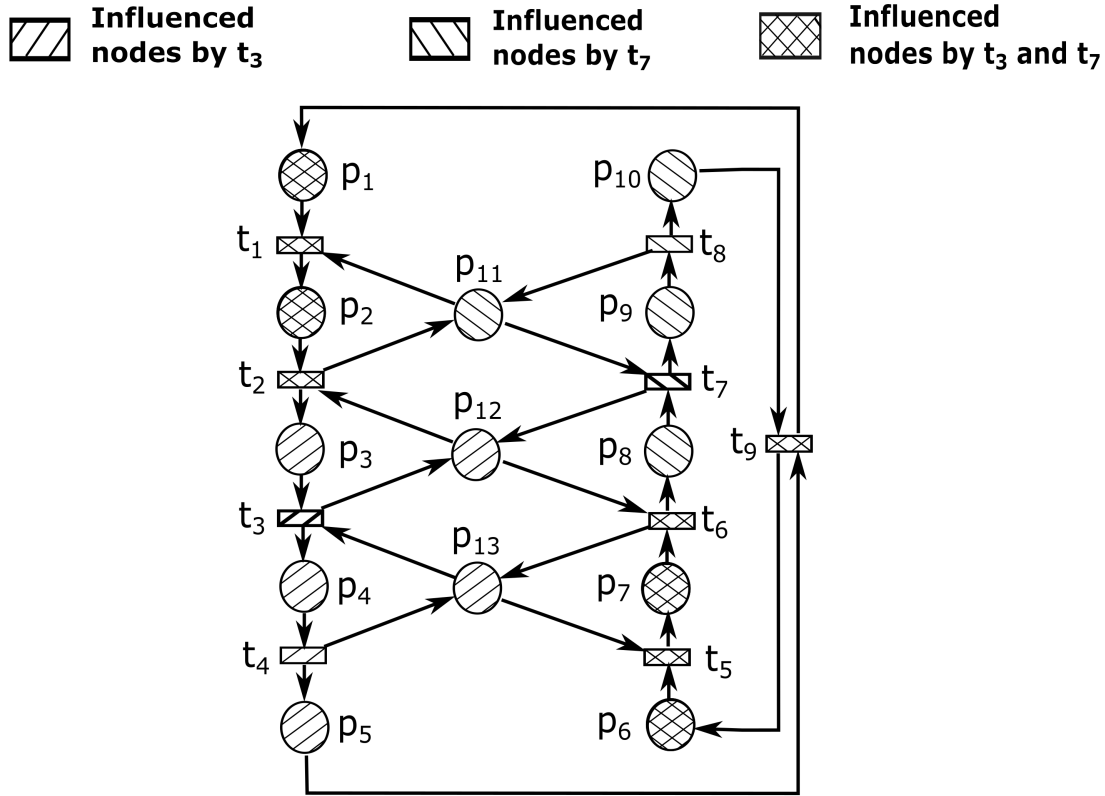 Influenced
nodes by t3
Influenced
nodes by t7
Influenced
nodes by t3 and t7
p1
p10
t1
t8
p11
p2
p9
t2
t7
p12
p3
p8
t9
t3
t6
p13
p4
p7
t4
t5
p5
p6